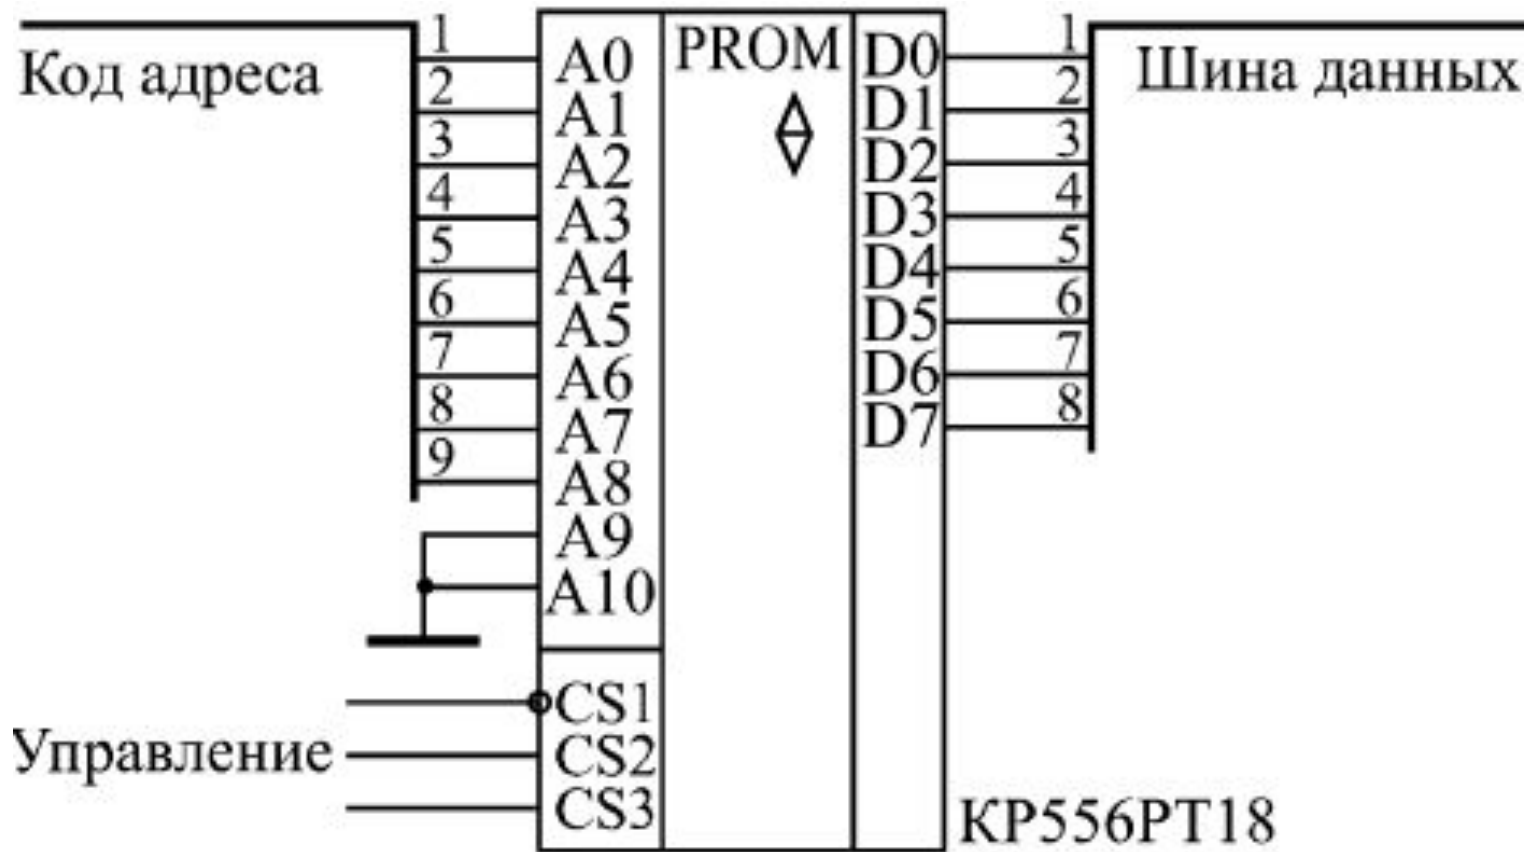 Код адреса
1
2
3
4
5
6
7
8
9
A0
A1
A2
A3
A4
A5
A6
A7
A8
A9
A10
Управление
CS1
CS2
CS3
PROM
D0
D1
D2
D3
D4
D5
D6
D7
1
2
3
4
5
6
7
8
Шина данных
КР556РТ18